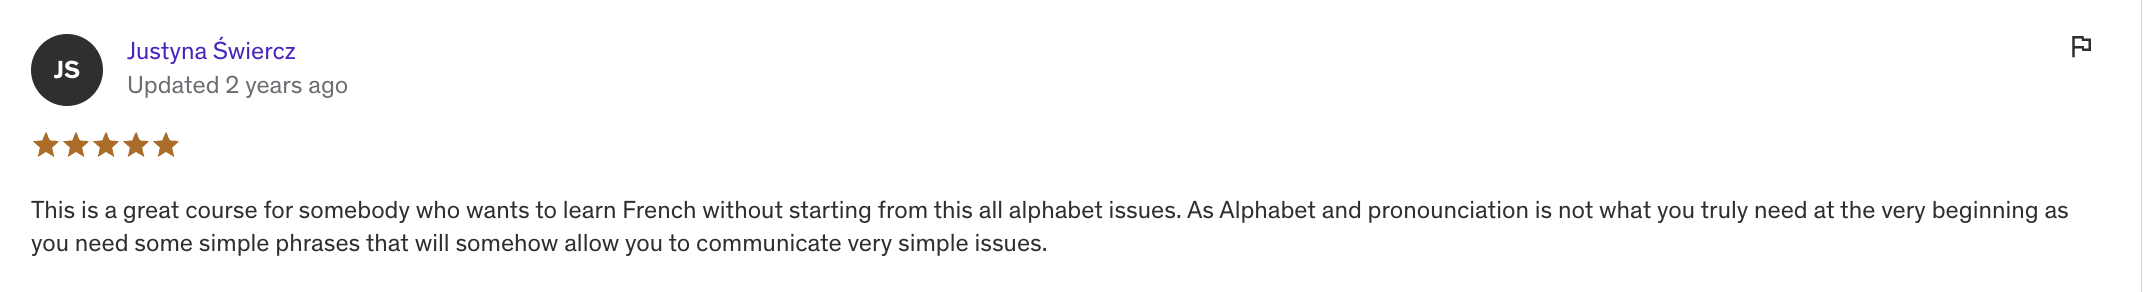 JS
Justyna Świercz
Updated 2 years ago
This is a great course for somebody who wants to learn French without starting from this all alphabet issues. As Alphabet and pronounciation is not what you truly need at the very beginning as
you need some simple phrases that will somehow allow you to communicate very simple issues.